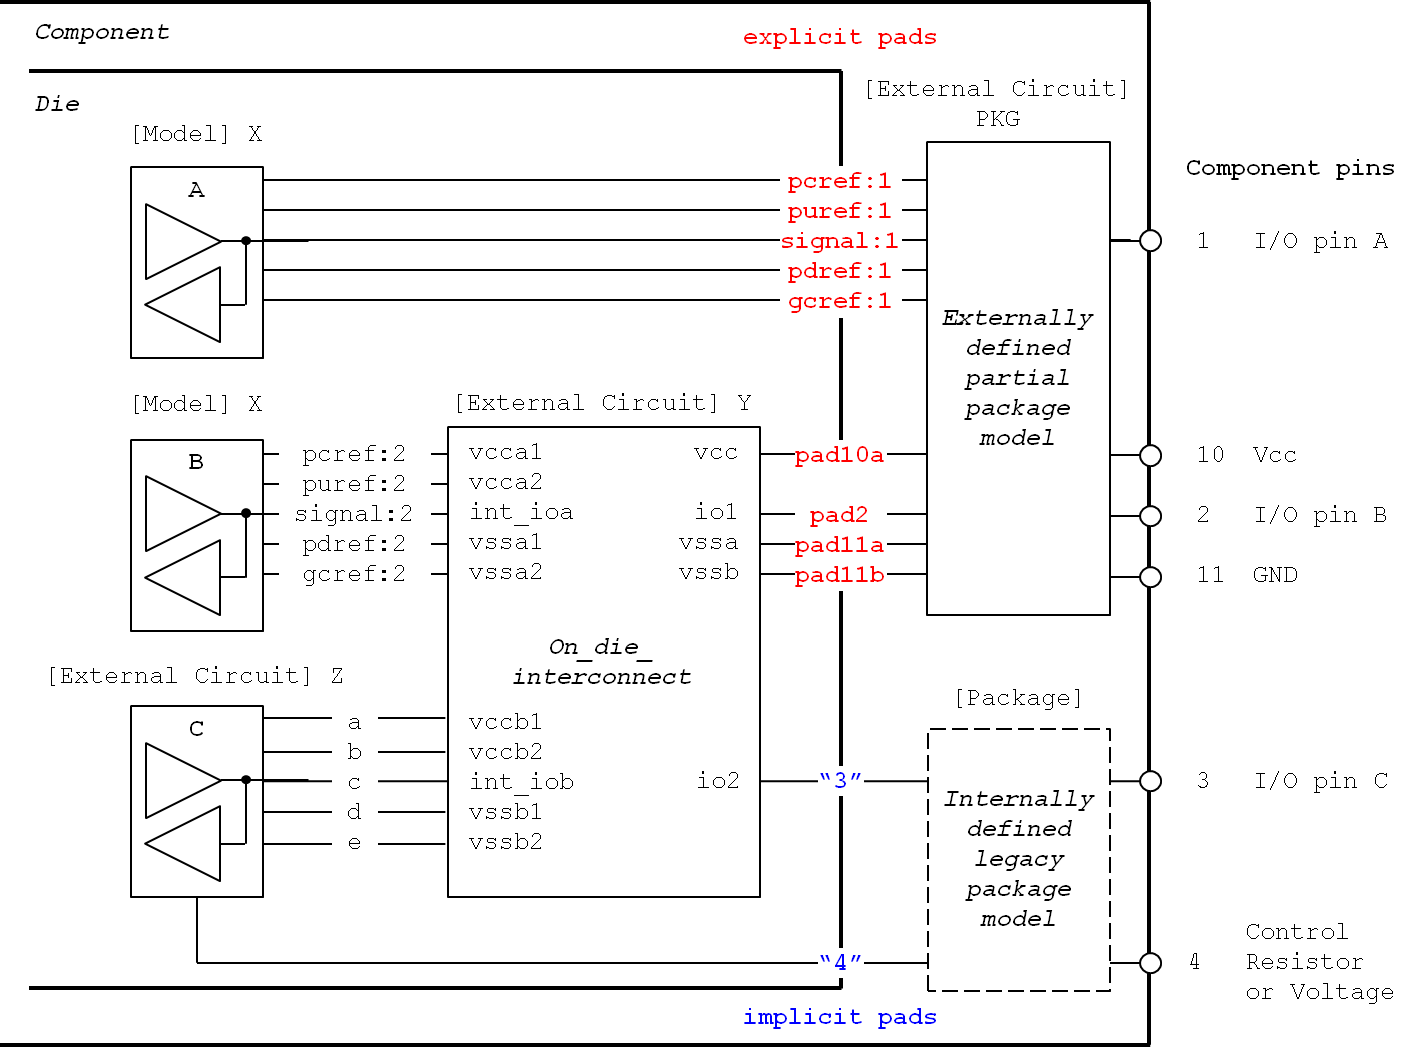 Component
explicit pads
Die
[External Circuit]
PKG
[Model] X
A
pcref:1
puref:1
signal:1
pdref:1
gcref:1
Externally
defined
partial
package
model
Component pins
1 I/O pin A
[Model] X
B
pcref:2
puref:2
signal:2
pdref:2
gcref:2
[External Circuit] Y
vcca1 vcc
vcca2
int_ioa io1
vssa1 vssa
vssa2 vssb
On_die_
interconnect
pad10a
pad2
pad11a
pad11b
10 Vcc
2 I/O pin B
11 GND
[External Circuit] Z
C
a
b
c
d
e
vccb1
vccb2
int_iob io2
vssb1
vssb2
“3”
“4”
[Package]
Internally
defined
legacy
package
model
3 I/O pin C
4 Control
Resistor
or Voltage
implicit pads